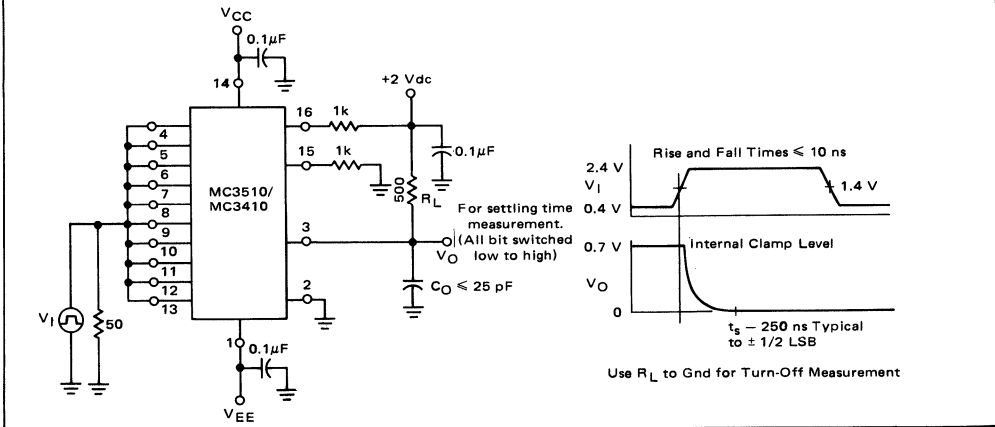 VCC
0.1μF
14
+2 Vdc
16
1k
0.1μF
15
1k
4
5
6
7
8
9
10
11
12
13
MC3510/
MC3410
500
RL
For settling time
measurement.
(All bit switched
low to high)
3
VO
2
CO ≤ 25 pF
VI
50
1
0.1μF
VEE
Rise and Fall Times ≤ 10 ns
2.4 V
VI
1.4 V
0.4 V
0.7 V
Internal Clamp Level
VO
0
ts – 250 ns Typical
to ± 1/2 LSB
Use RL to Gnd for Turn-Off Measurement